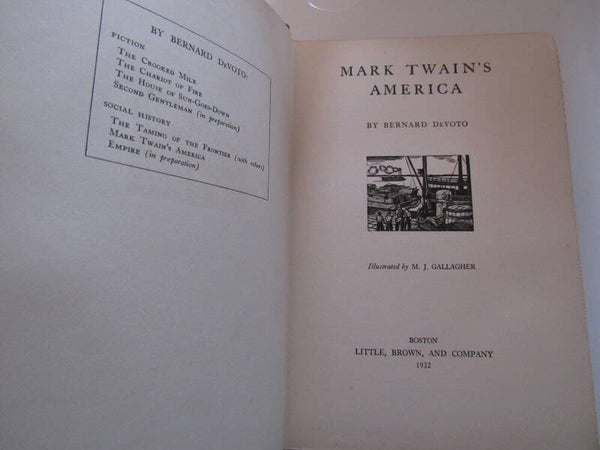 BY BERNARD DEVOTO:
FICTION
THE CROOKED MILE
THE CHARIOT OF FIRE
THE HOUSE OF SUN-GOES-DOWN
SECOND GENTLEMAN (in preparation)
SOCIAL HISTORY
THE TAMING OF THE FRONTIER (with others)
MARK TWAIN'S AMERICA
EMPIRE (in preparation)
MARK TWAIN'S
AMERICA
BY BERNARD DEVOTO
Illustrated by M. J. GALLAGHER
BOSTON
LITTLE, BROWN, AND COMPANY
1932